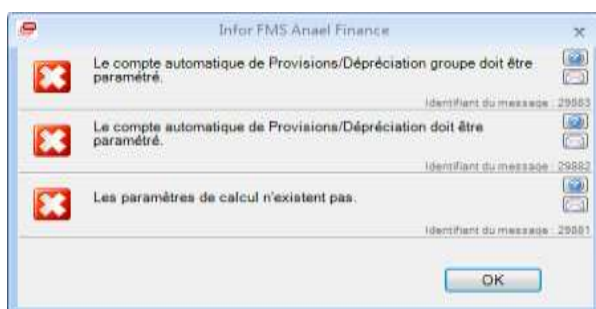 Infor FMS Anael Finance
Le compte automatique de Provisions/Dépréciation groupe doit être
paramétré.
Identifiant du message : 29883
Le compte automatique de Provisions/Dépréciation doit être
paramétré.
Identifiant du message : 29882
Les paramètres de calcul n'existent pas.
Identifiant du message : 29881
OK